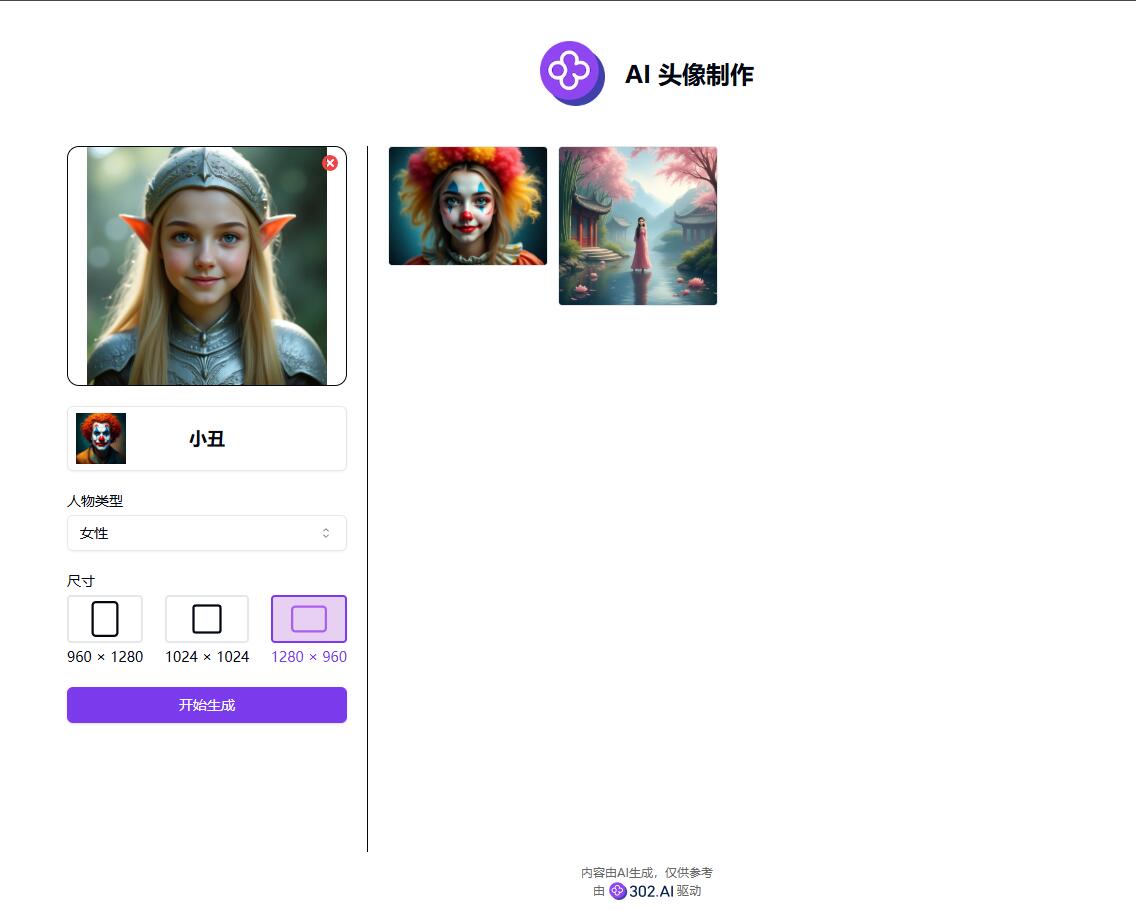 AI 头像制作
小丑
人物类型
女性
尺寸
960 × 1280
1024 × 1024
1280 × 960
开始生成
内容由AI生成，仅供参考
由 302.AI 驱动